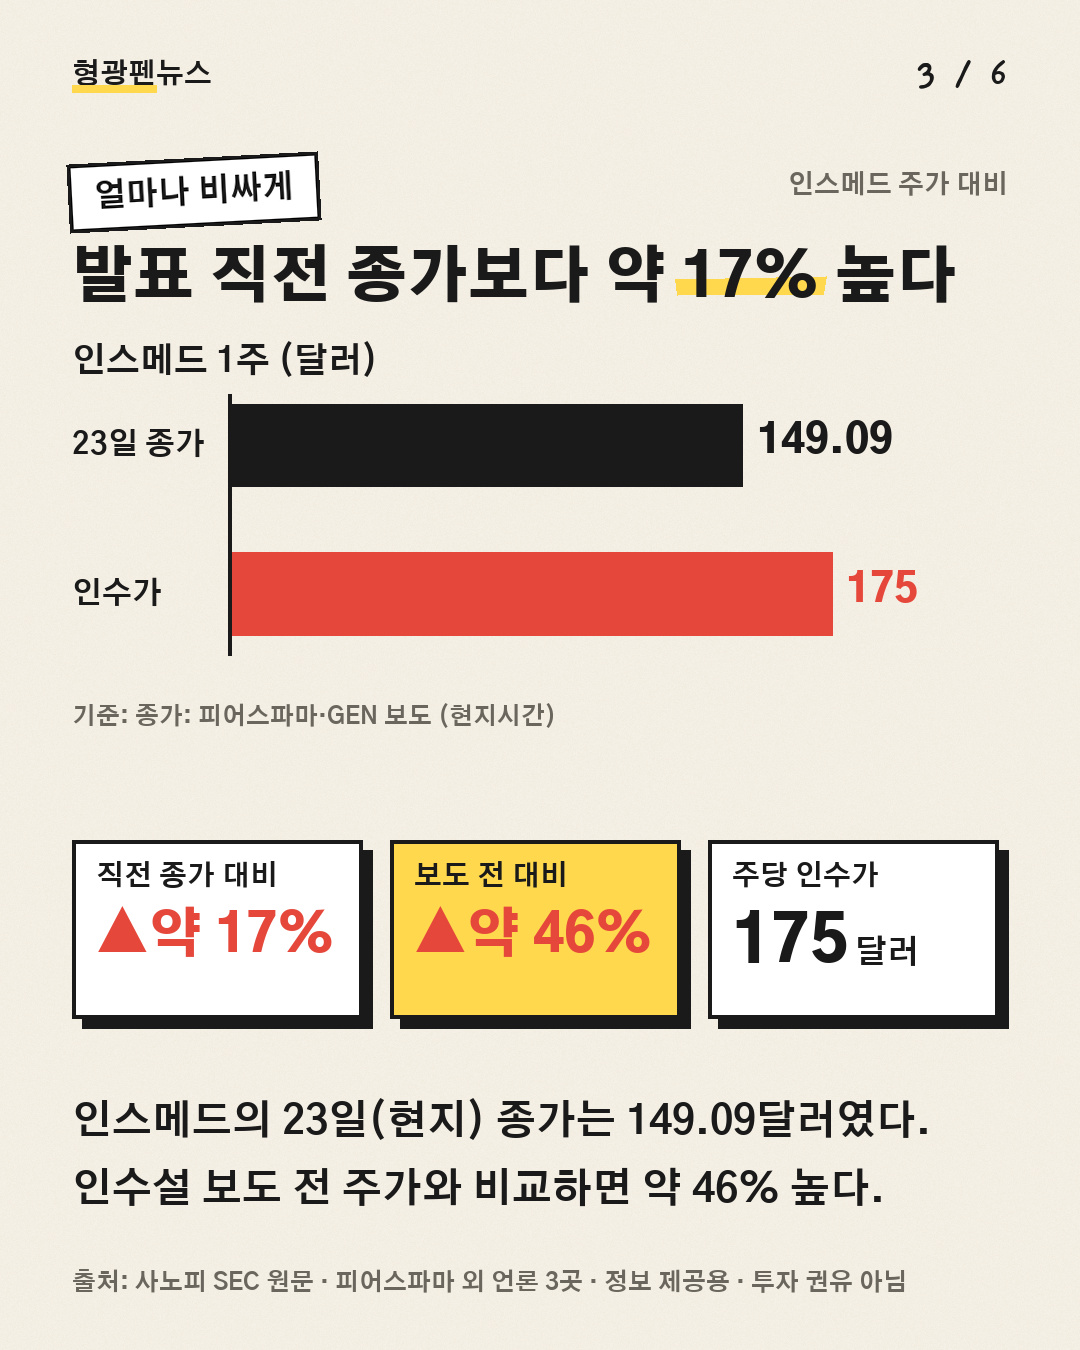 형광펜뉴스
3 / 6
얼마나 비싸게
인스메드 주가 대비
발표 직전 종가보다 약 17% 높다
인스메드 1주 (달러)
23일 종가
149.09
인수가
175
기준: 종가: 피어스파마·GEN 보도 (현지시간)
직전 종가 대비
▲약 17%
보도 전 대비
▲약 46%
주당 인수가
175 달러
인스메드의 23일(현지) 종가는 149.09달러였다.
인수설 보도 전 주가와 비교하면 약 46% 높다.
출처: 사노피 SEC 원문 · 피어스파마 외 언론 3곳 · 정보 제공용 · 투자 권유 아님